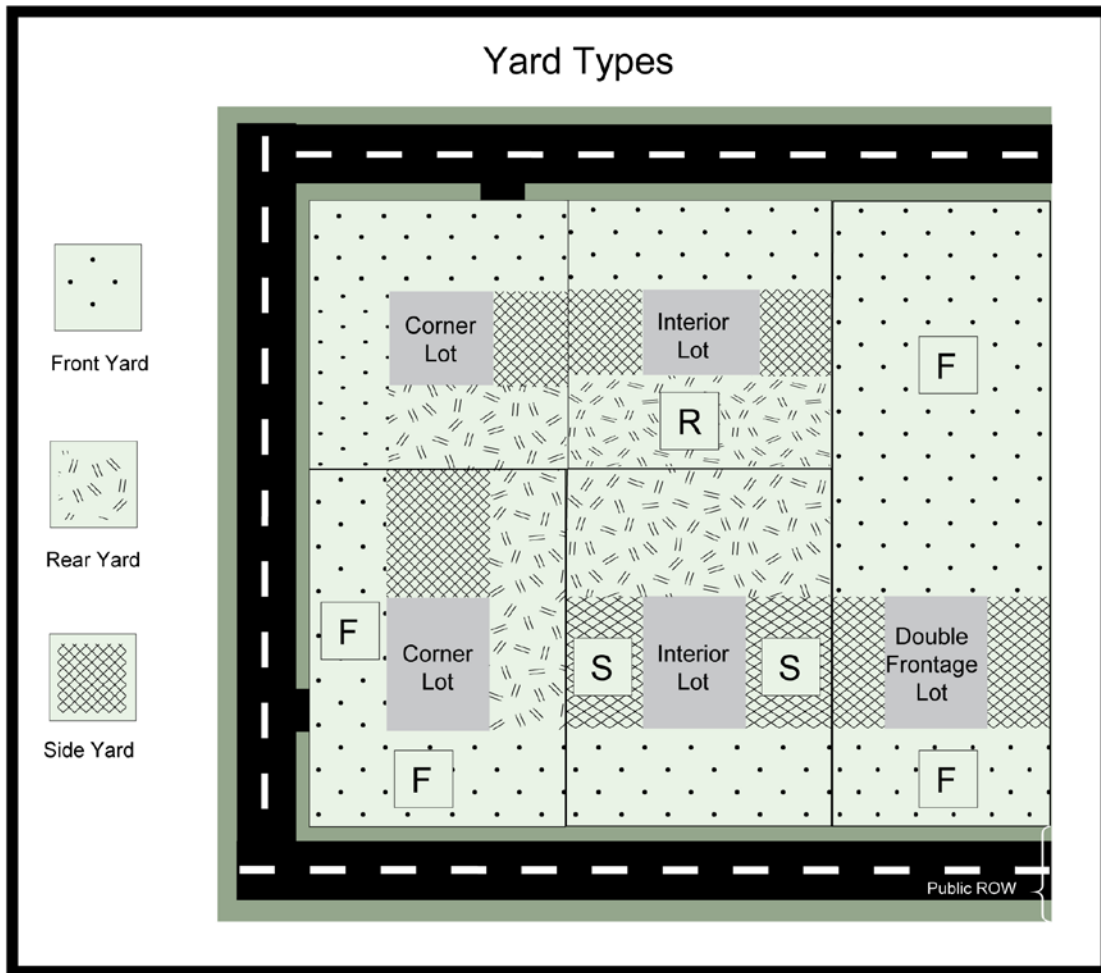 Yard Types
Front Yard
Rear Yard
Side Yard
Corner
Lot
Interior
Lot
F
R
F
Corner
Lot
S
Interior
Lot
S
Double
Frontage
Lot
F
F
Public ROW